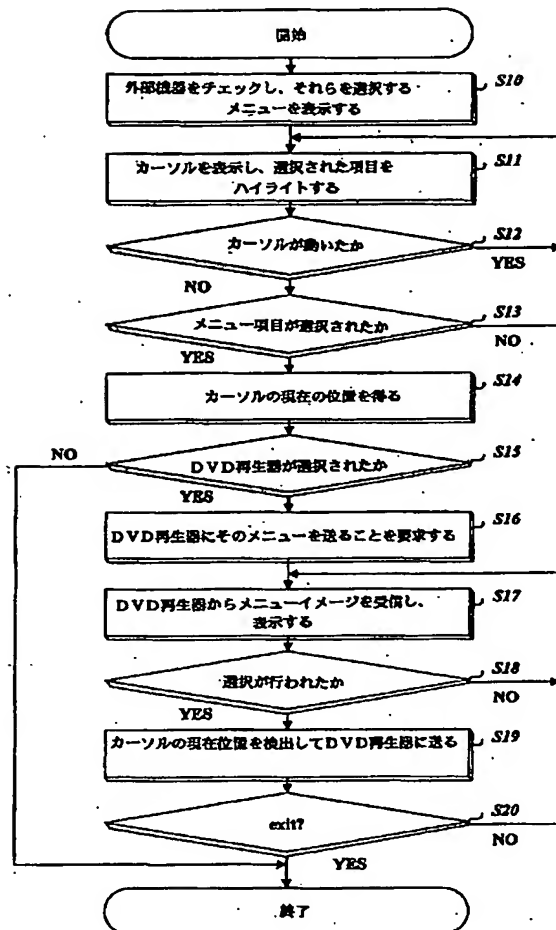 開始
外部機器をチェックし、それらを選択する
メニューを表示する
S10
カーソルを表示し、選択された項目を
ハイライトする
S11
カーソルが動いたか
S12
YES
NO
メニュー項目が選択されたか
S13
NO
YES
カーソルの現在の位置を得る
S14
NO
DVD再生器が選択されたか
S15
YES
DVD再生器にそのメニューを送ることを要求する
S16
DVD再生器からメニューイメージを受信し、
表示する
S17
選択が行われたか
S18
NO
YES
カーソルの現在位置を検出してDVD再生器に送る
S19
exit?
S20
NO
YES
終了